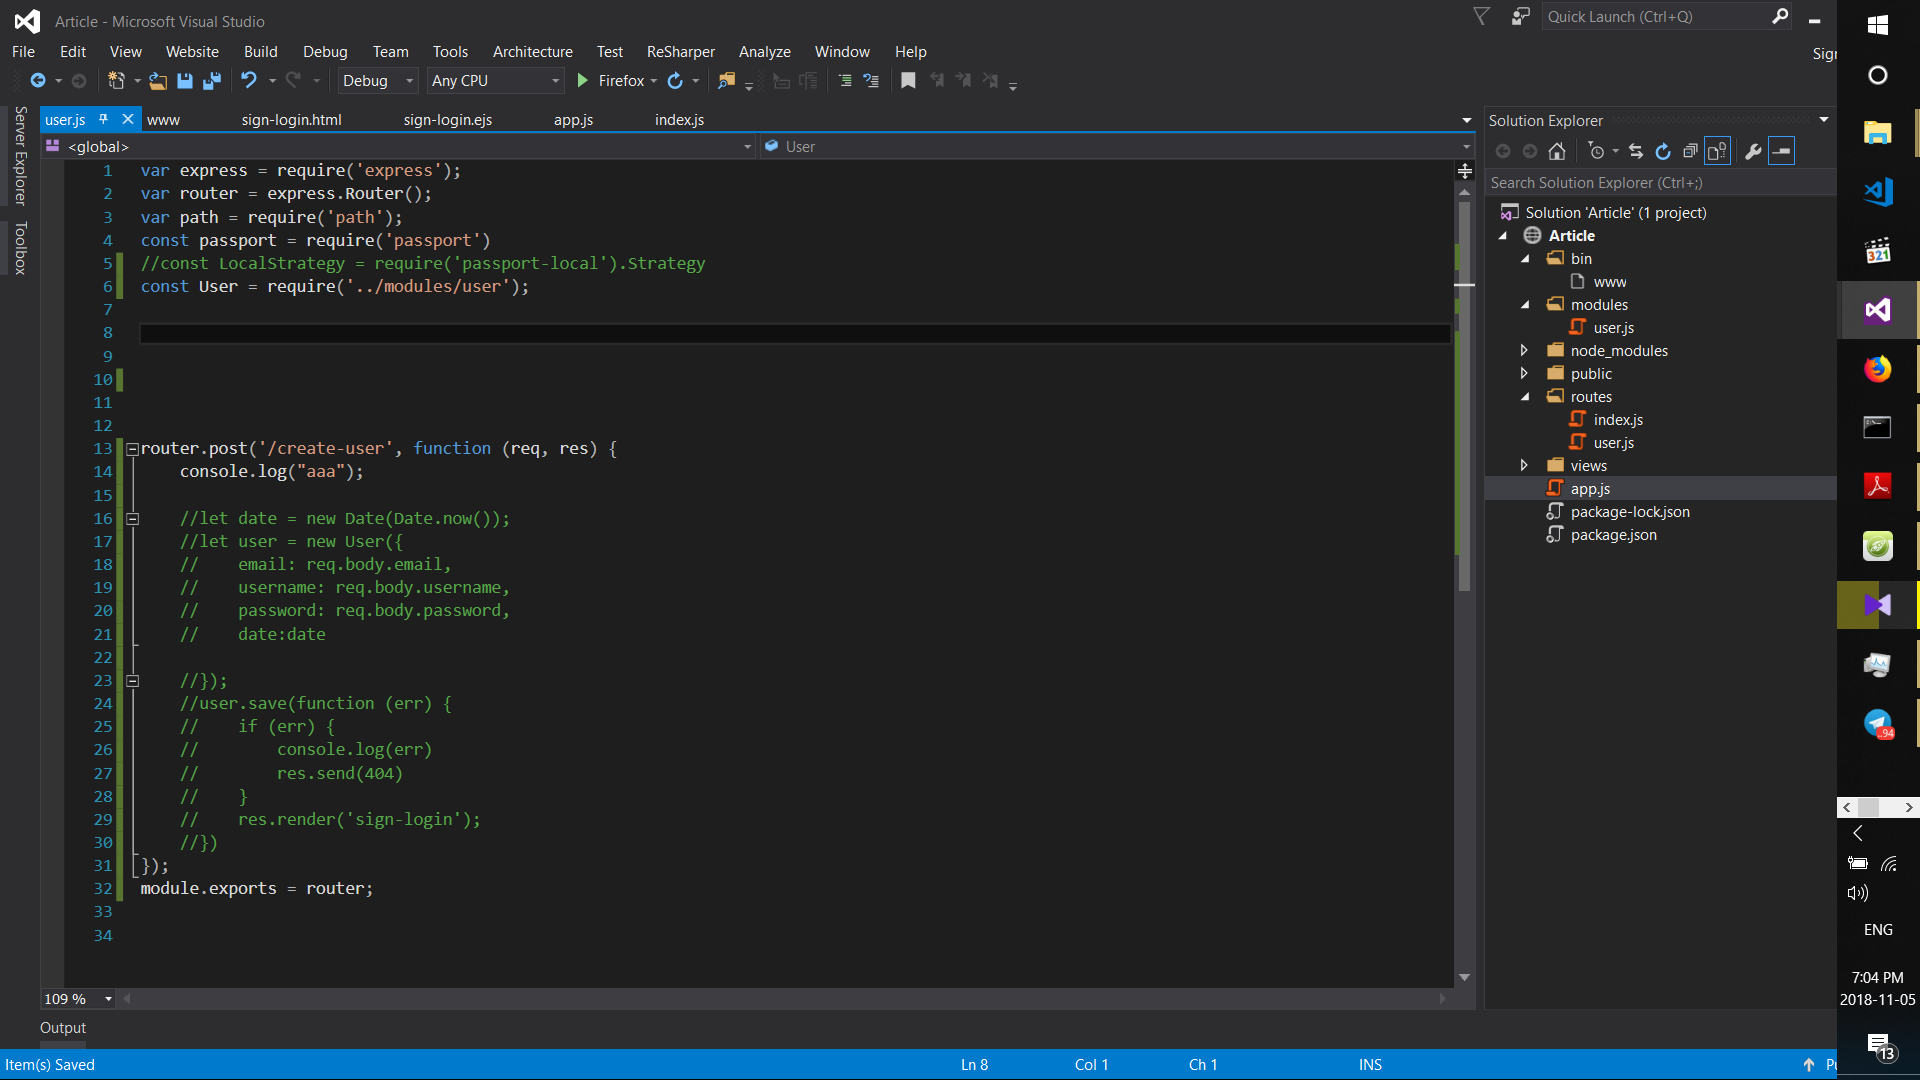 Article - Microsoft Visual Studio
Quick Launch (Ctrl+Q)
File Edit View Website Build Debug Team Tools Architecture Test ReSharper Analyze Window Help
Debug Any CPU Firefox
Server Explorer
Toolbox
user.js www sign-login.html sign-login.ejs app.js index.js
<global> User
1 var express = require('express');
2 var router = express.Router();
3 var path = require('path');
4 const passport = require('passport')
5 //const LocalStrategy = require('passport-local').Strategy
6 const User = require('../modules/user');
7
8
9
10
11
12
13 router.post('/create-user', function (req, res) {
14     console.log("aaa");
15
16     //let date = new Date(Date.now());
17     //let user = new User({
18     //    email: req.body.email,
19     //    username: req.body.username,
20     //    password: req.body.password,
21     //    date:date
22
23     //});
24     //user.save(function (err) {
25     //    if (err) {
26     //        console.log(err)
27     //        res.send(404)
28     //    }
29     //    res.render('sign-login');
30     //})
31 });
32 module.exports = router;
33
34
109 %
Output
Item(s) Saved
Ln 8 Col 1 Ch 1 INS
Solution Explorer
Search Solution Explorer (Ctrl+;)
Solution 'Article' (1 project)
Article
bin
www
modules
user.js
node_modules
public
routes
index.js
user.js
views
app.js
package-lock.json
package.json
321
..94
ENG
7:04 PM
2018-11-05
13